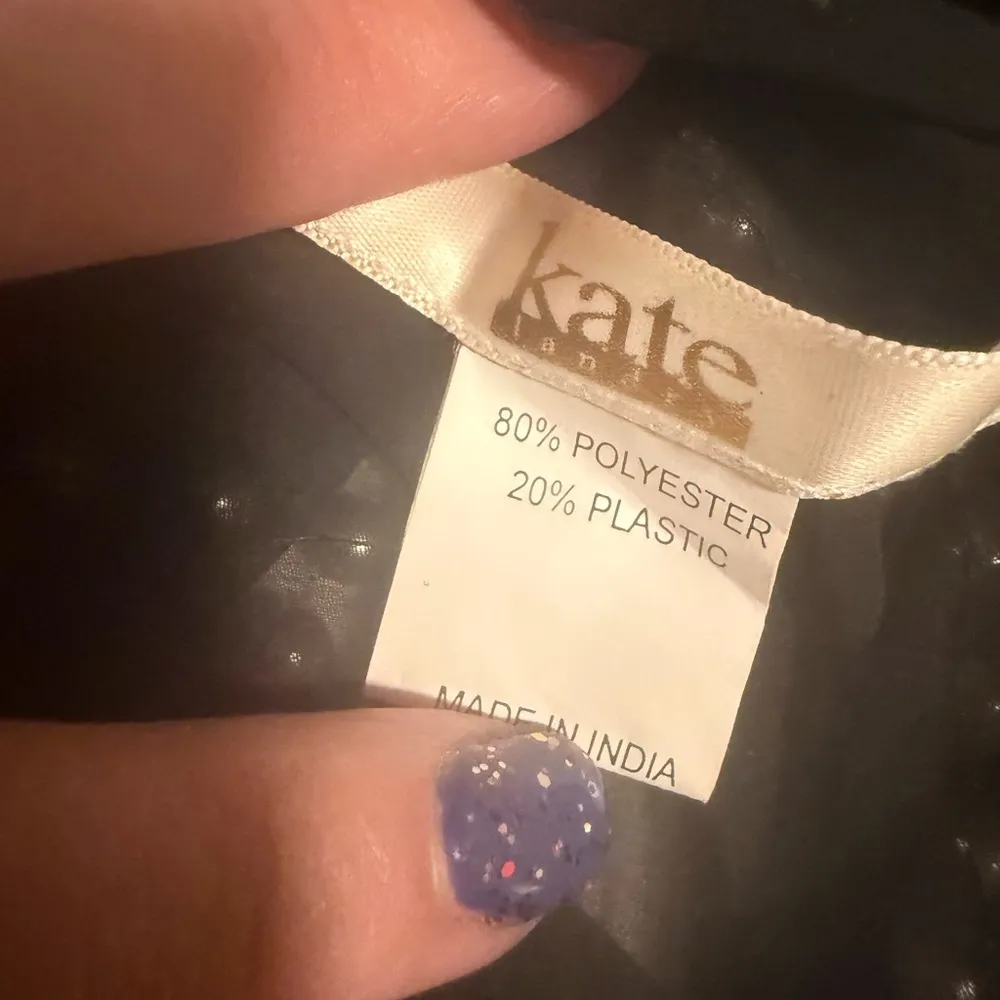 kate
80% POLYESTER
20% PLASTIC
MADE IN INDIA